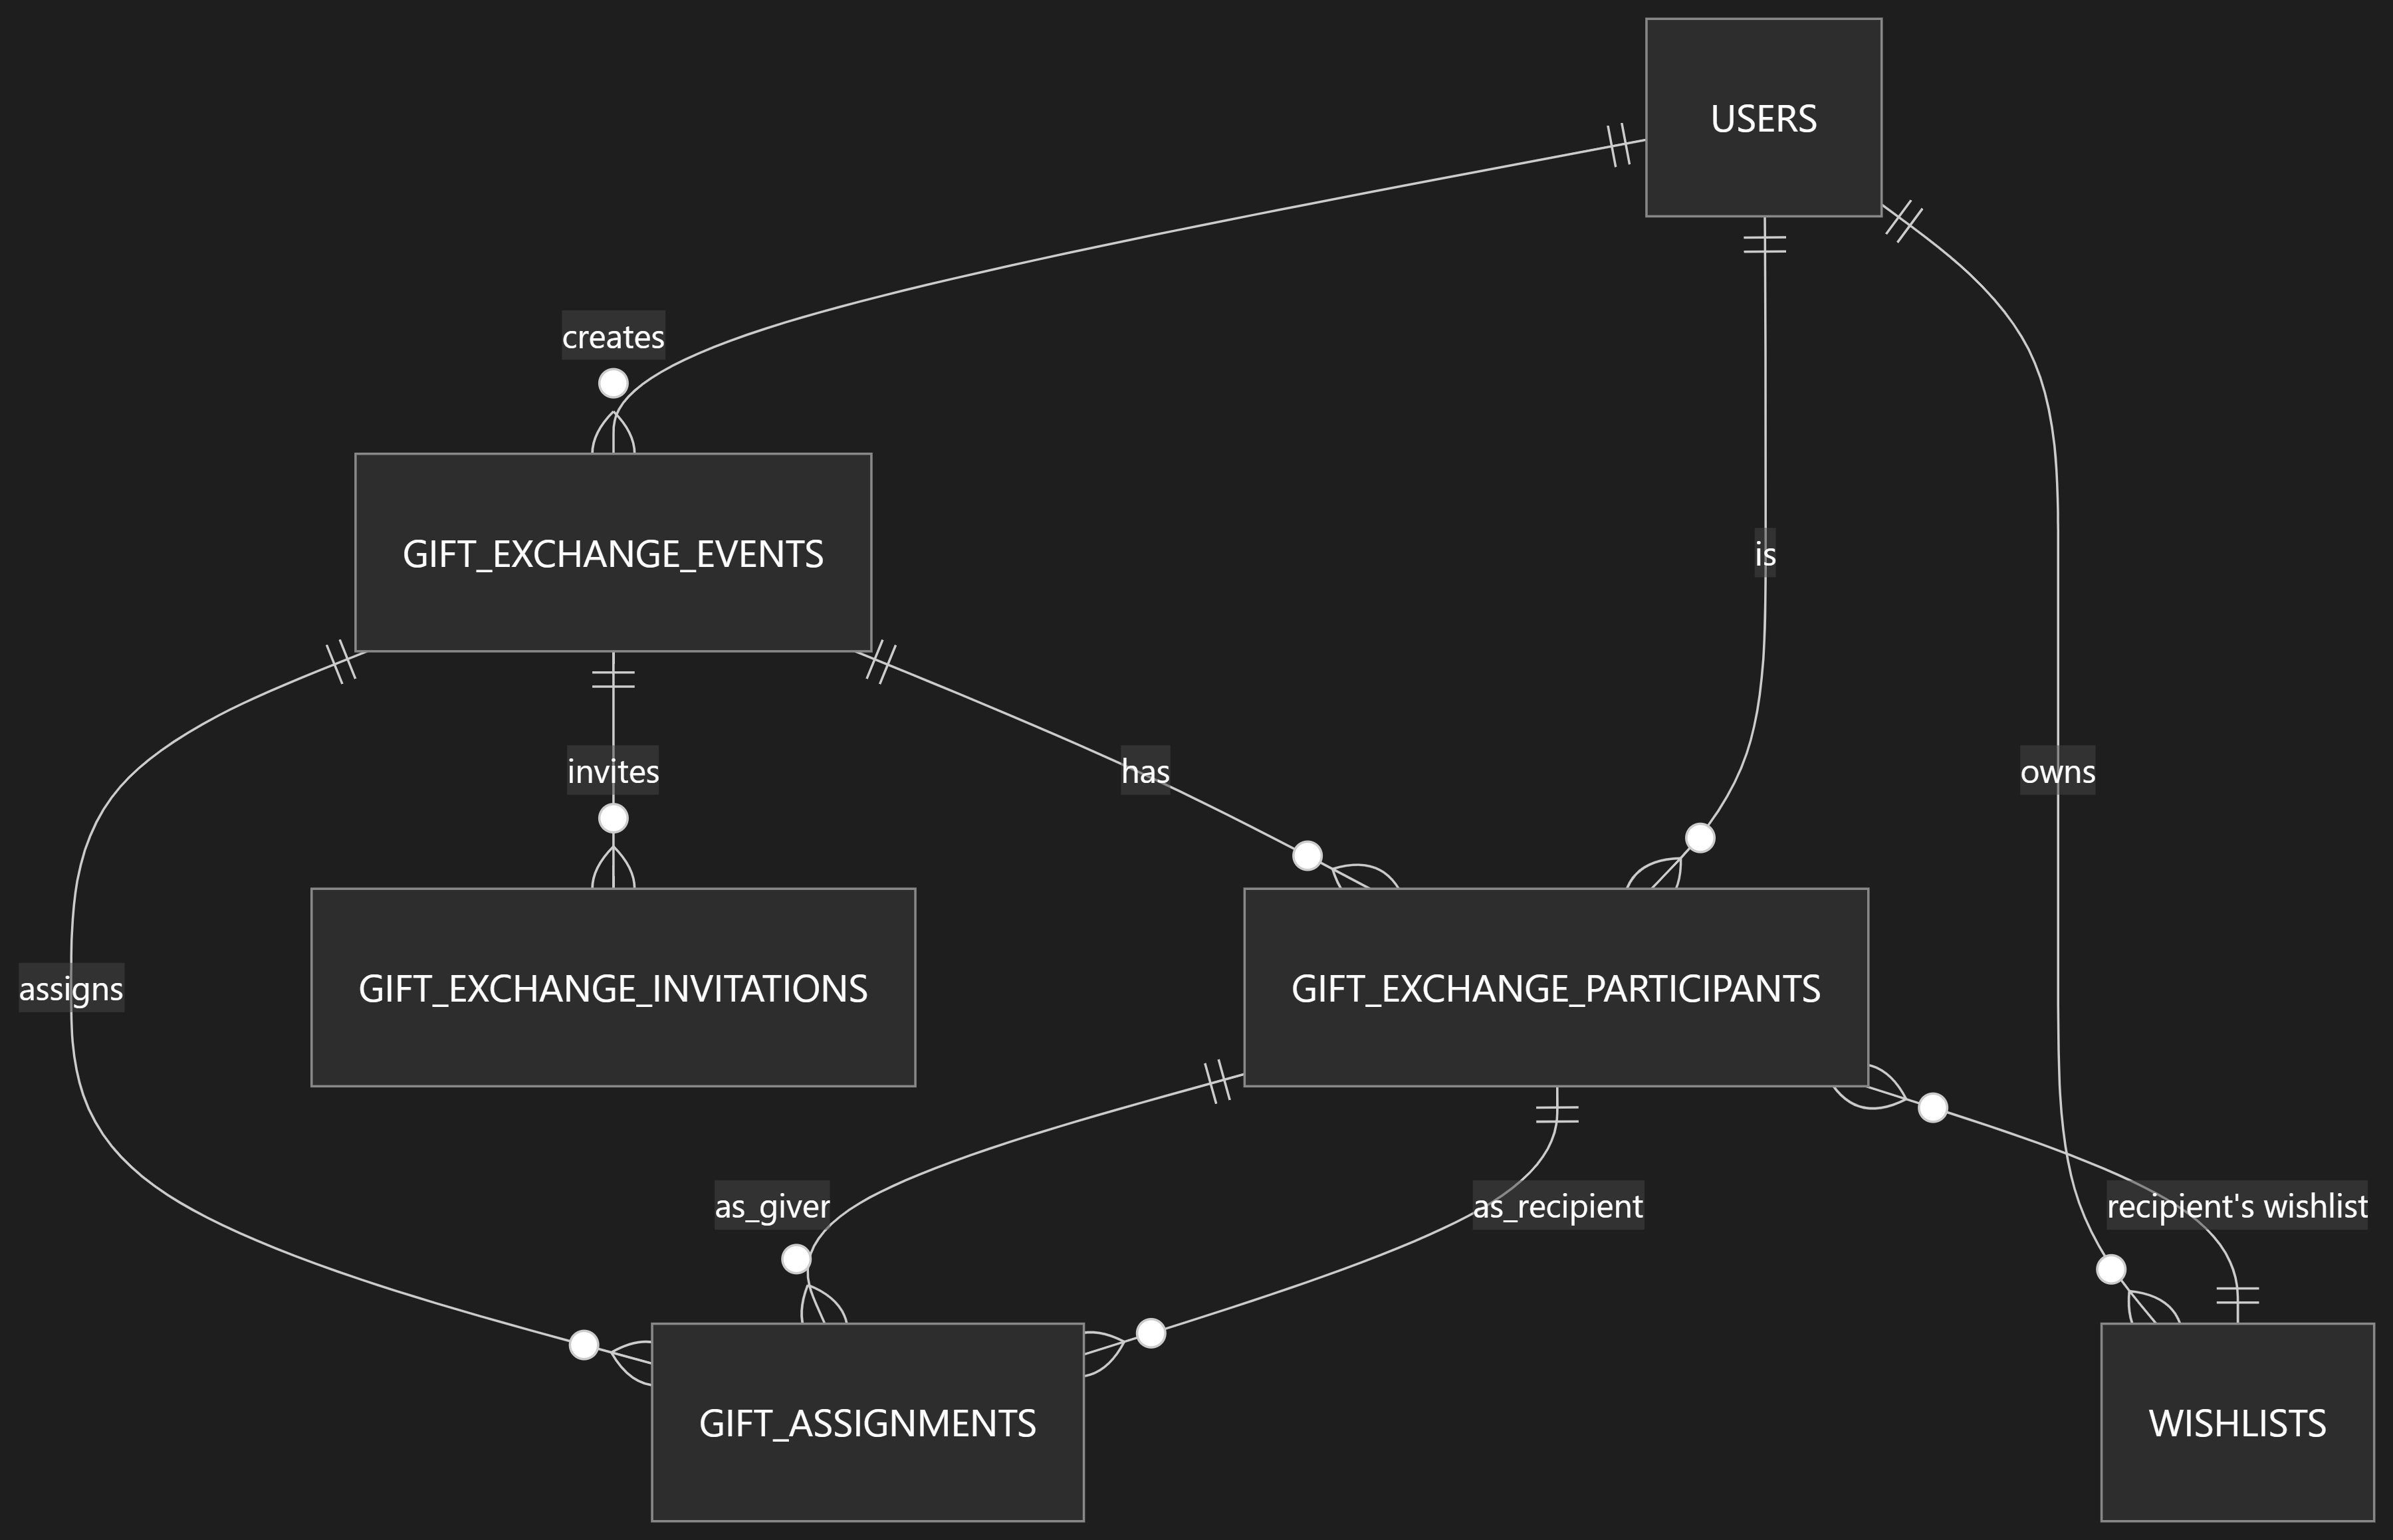 USERS
creates
GIFT_EXCHANGE_EVENTS
is
invites
has
owns
assigns
GIFT_EXCHANGE_INVITATIONS
GIFT_EXCHANGE_PARTICIPANTS
as_giver
as_recipient
recipient's wishlist
GIFT_ASSIGNMENTS
WISHLISTS